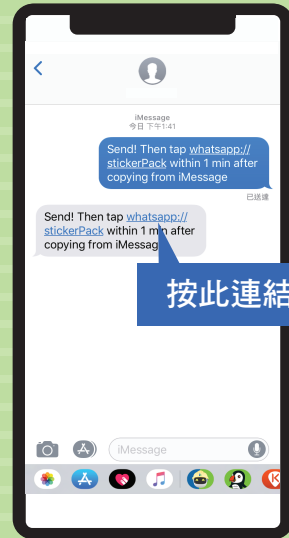 iMessage
今日 下午1:41
Send! Then tap whatsapp://
stickerPack within 1 min after
copying from iMessage
已送達
Send! Then tap whatsapp://
stickerPack within 1 min after
copying from iMessage
按此連結
iMessage